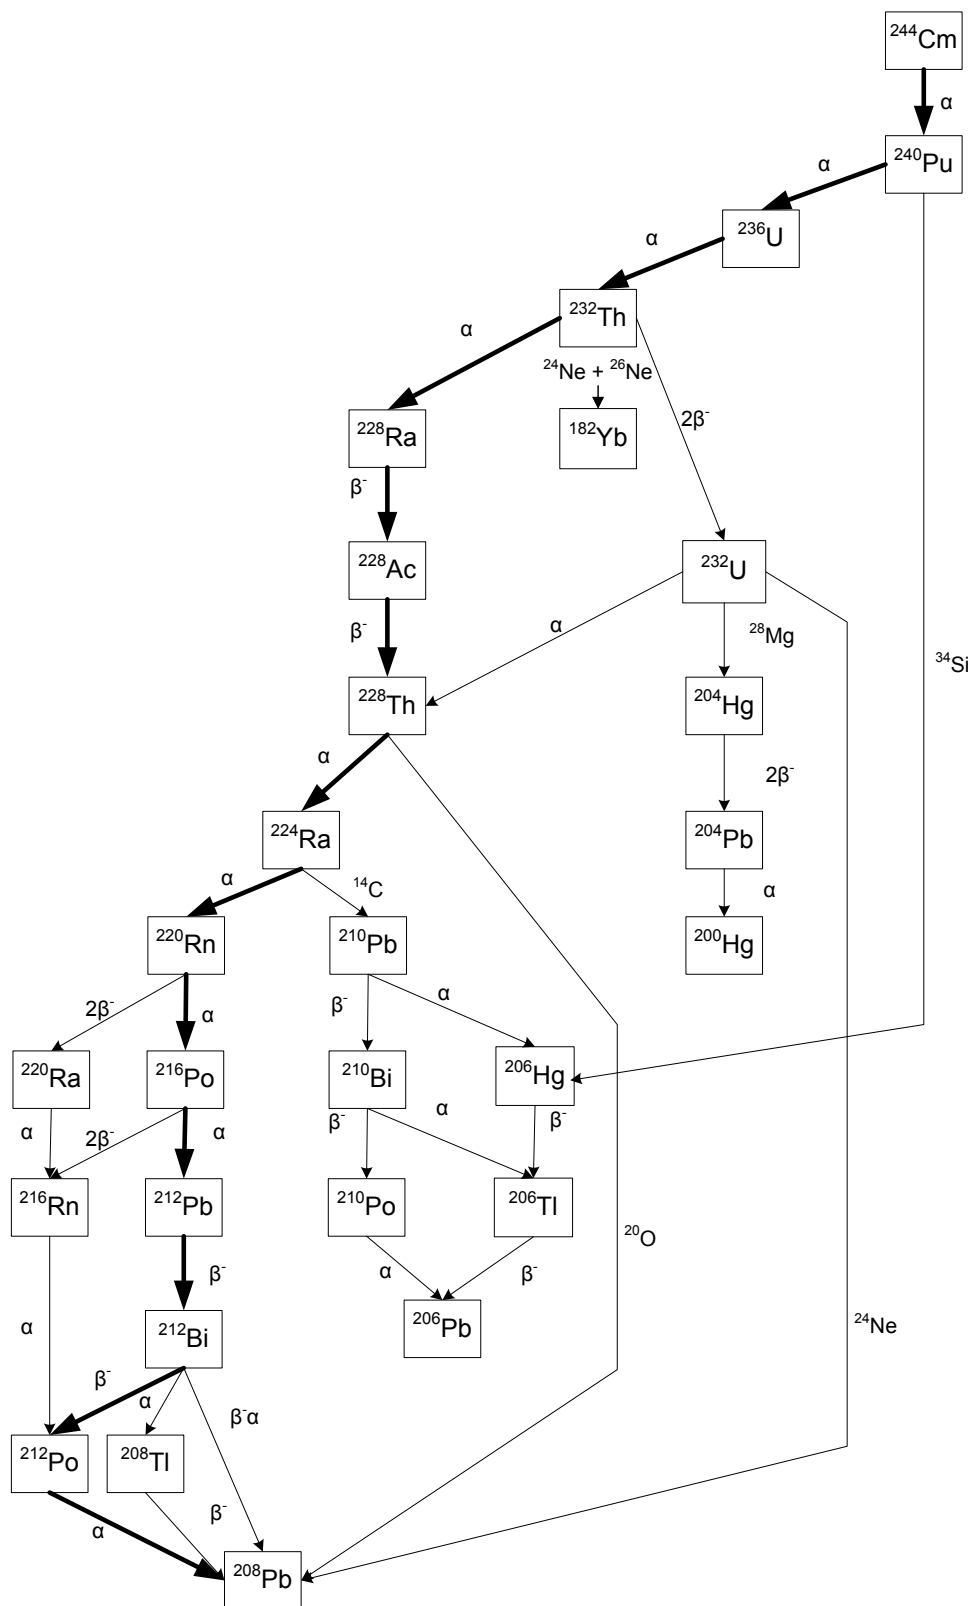 ²⁴⁴Cm
α
²⁴⁰Pu
α
²³⁶U
α
²³²Th
α
²⁴Ne + ²⁶Ne
²²⁸Ra
¹⁸²Yb
2β⁻
β⁻
²²⁸Ac
²³²U
β⁻
α
²⁸Mg
³⁴Si
²²⁸Th
²⁰⁴Hg
α
2β⁻
²²⁴Ra
²⁰⁴Pb
α
¹⁴C
α
²²⁰Rn
²¹⁰Pb
²⁰⁰Hg
2β⁻
α
β⁻
α
²²⁰Ra
²¹⁶Po
²¹⁰Bi
²⁰⁶Hg
α
2β⁻
α
β⁻
α
β⁻
²¹⁶Rn
²¹²Pb
²¹⁰Po
²⁰⁶Tl
²⁰O
β⁻
α
β⁻
α
²¹²Bi
²⁰⁶Pb
²⁴Ne
β⁻
α
β⁻α
²¹²Po
²⁰⁸Tl
α
β⁻
²⁰⁸Pb